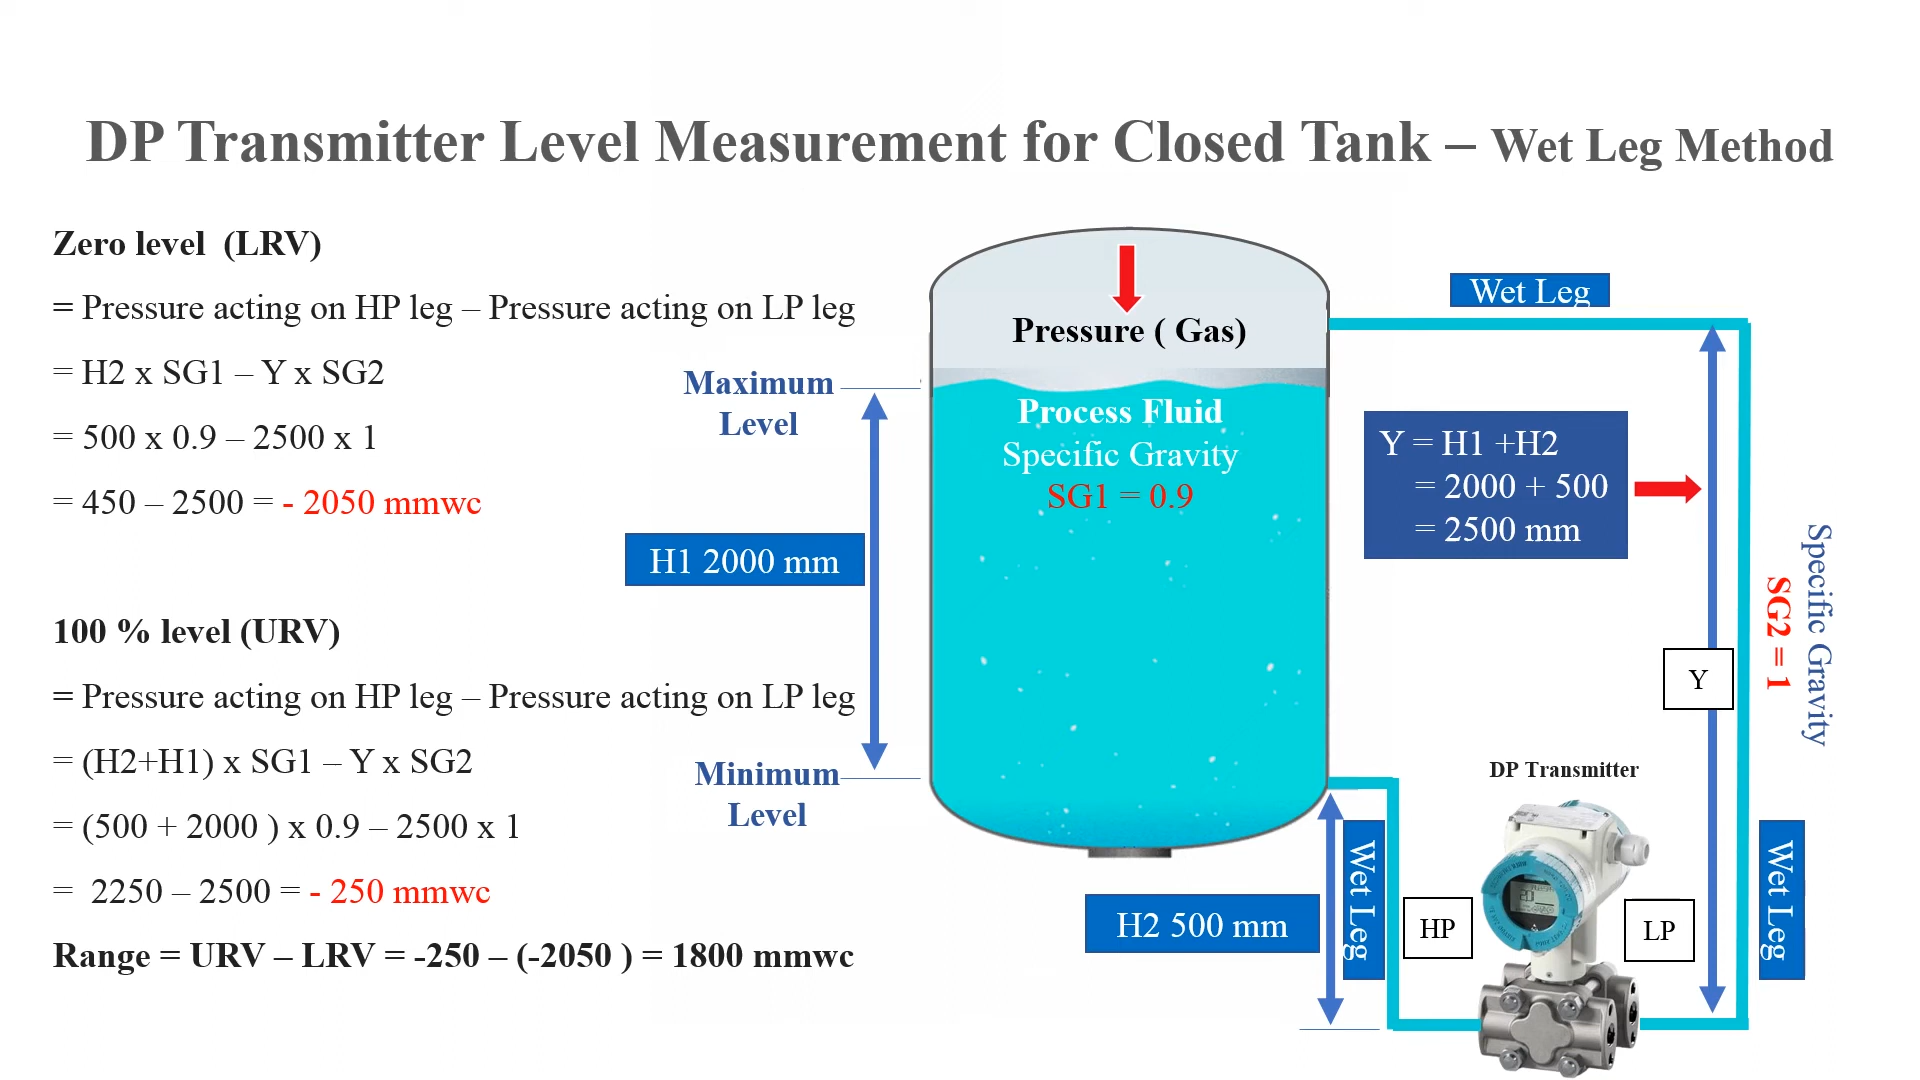 DP Transmitter Level Measurement for Closed Tank – Wet Leg Method
Zero level (LRV)
= Pressure acting on HP leg – Pressure acting on LP leg
= H2 x SG1 – Y x SG2
= 500 x 0.9 – 2500 x 1
= 450 – 2500 = - 2050 mmwc
100 % level (URV)
= Pressure acting on HP leg – Pressure acting on LP leg
= (H2+H1) x SG1 – Y x SG2
= (500 + 2000 ) x 0.9 – 2500 x 1
= 2250 – 2500 = - 250 mmwc
Range = URV – LRV = -250 – (-2050 ) = 1800 mmwc
Maximum
Level
H1 2000 mm
Minimum
Level
Pressure ( Gas)
Process Fluid
Specific Gravity
SG1 = 0.9
Wet Leg
Y = H1 +H2
= 2000 + 500
= 2500 mm
Specific Gravity
SG2 = 1
Y
DP Transmitter
H2 500 mm
Wet Leg
HP
LP
Wet Leg